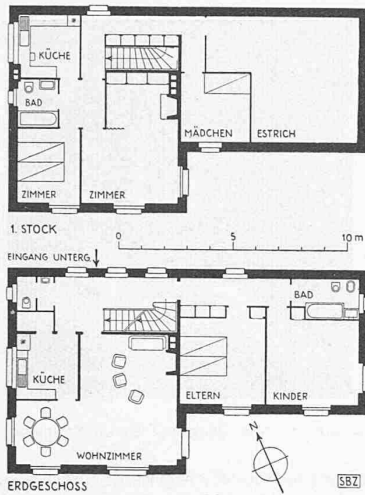 KÜCHE
BAD
MÄDCHEN
ESTRICH
ZIMMER
ZIMMER
1. STOCK
0 5 10 m
EINGANG UNTERG.
BAD
KÜCHE
ELTERN
KINDER
WOHNZIMMER
N
ERDGESCHOSS
SBZ